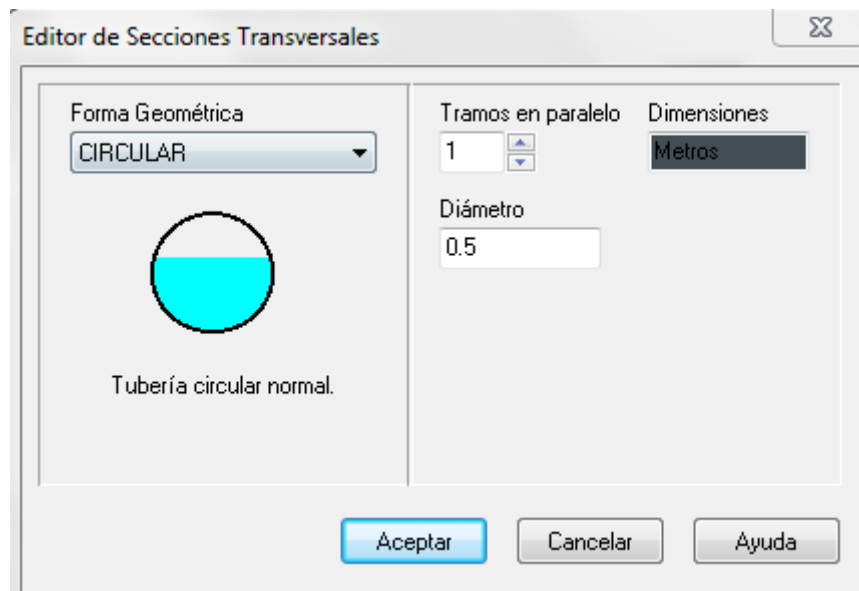 Editor de Secciones Transversales
Forma Geométrica
CIRCULAR
Tubería circular normal.
Tramos en paralelo
1
Dimensiones
Metros
Diámetro
0.5
Aceptar
Cancelar
Ayuda